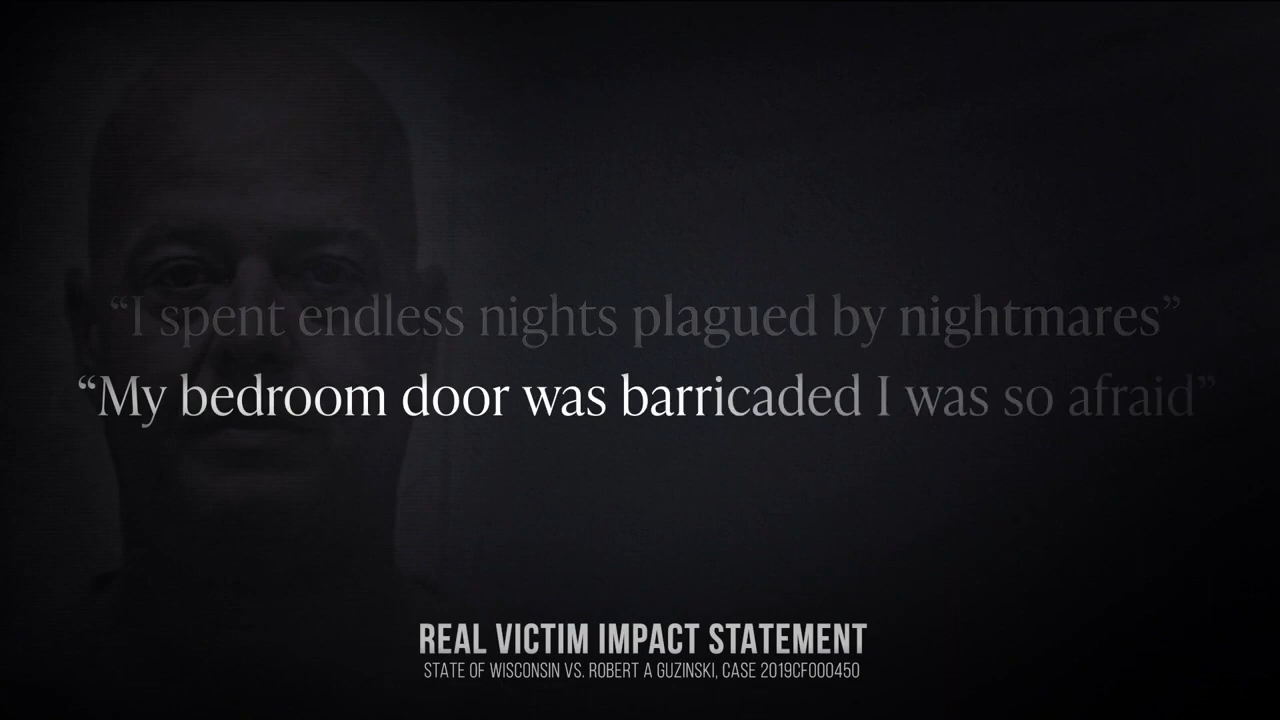 “I spent endless nights plagued by nightmares”
“My bedroom door was barricaded I was so afraid”
REAL VICTIM IMPACT STATEMENT
STATE OF WISCONSIN VS. ROBERT A GUZINSKI, CASE 2019CF000450